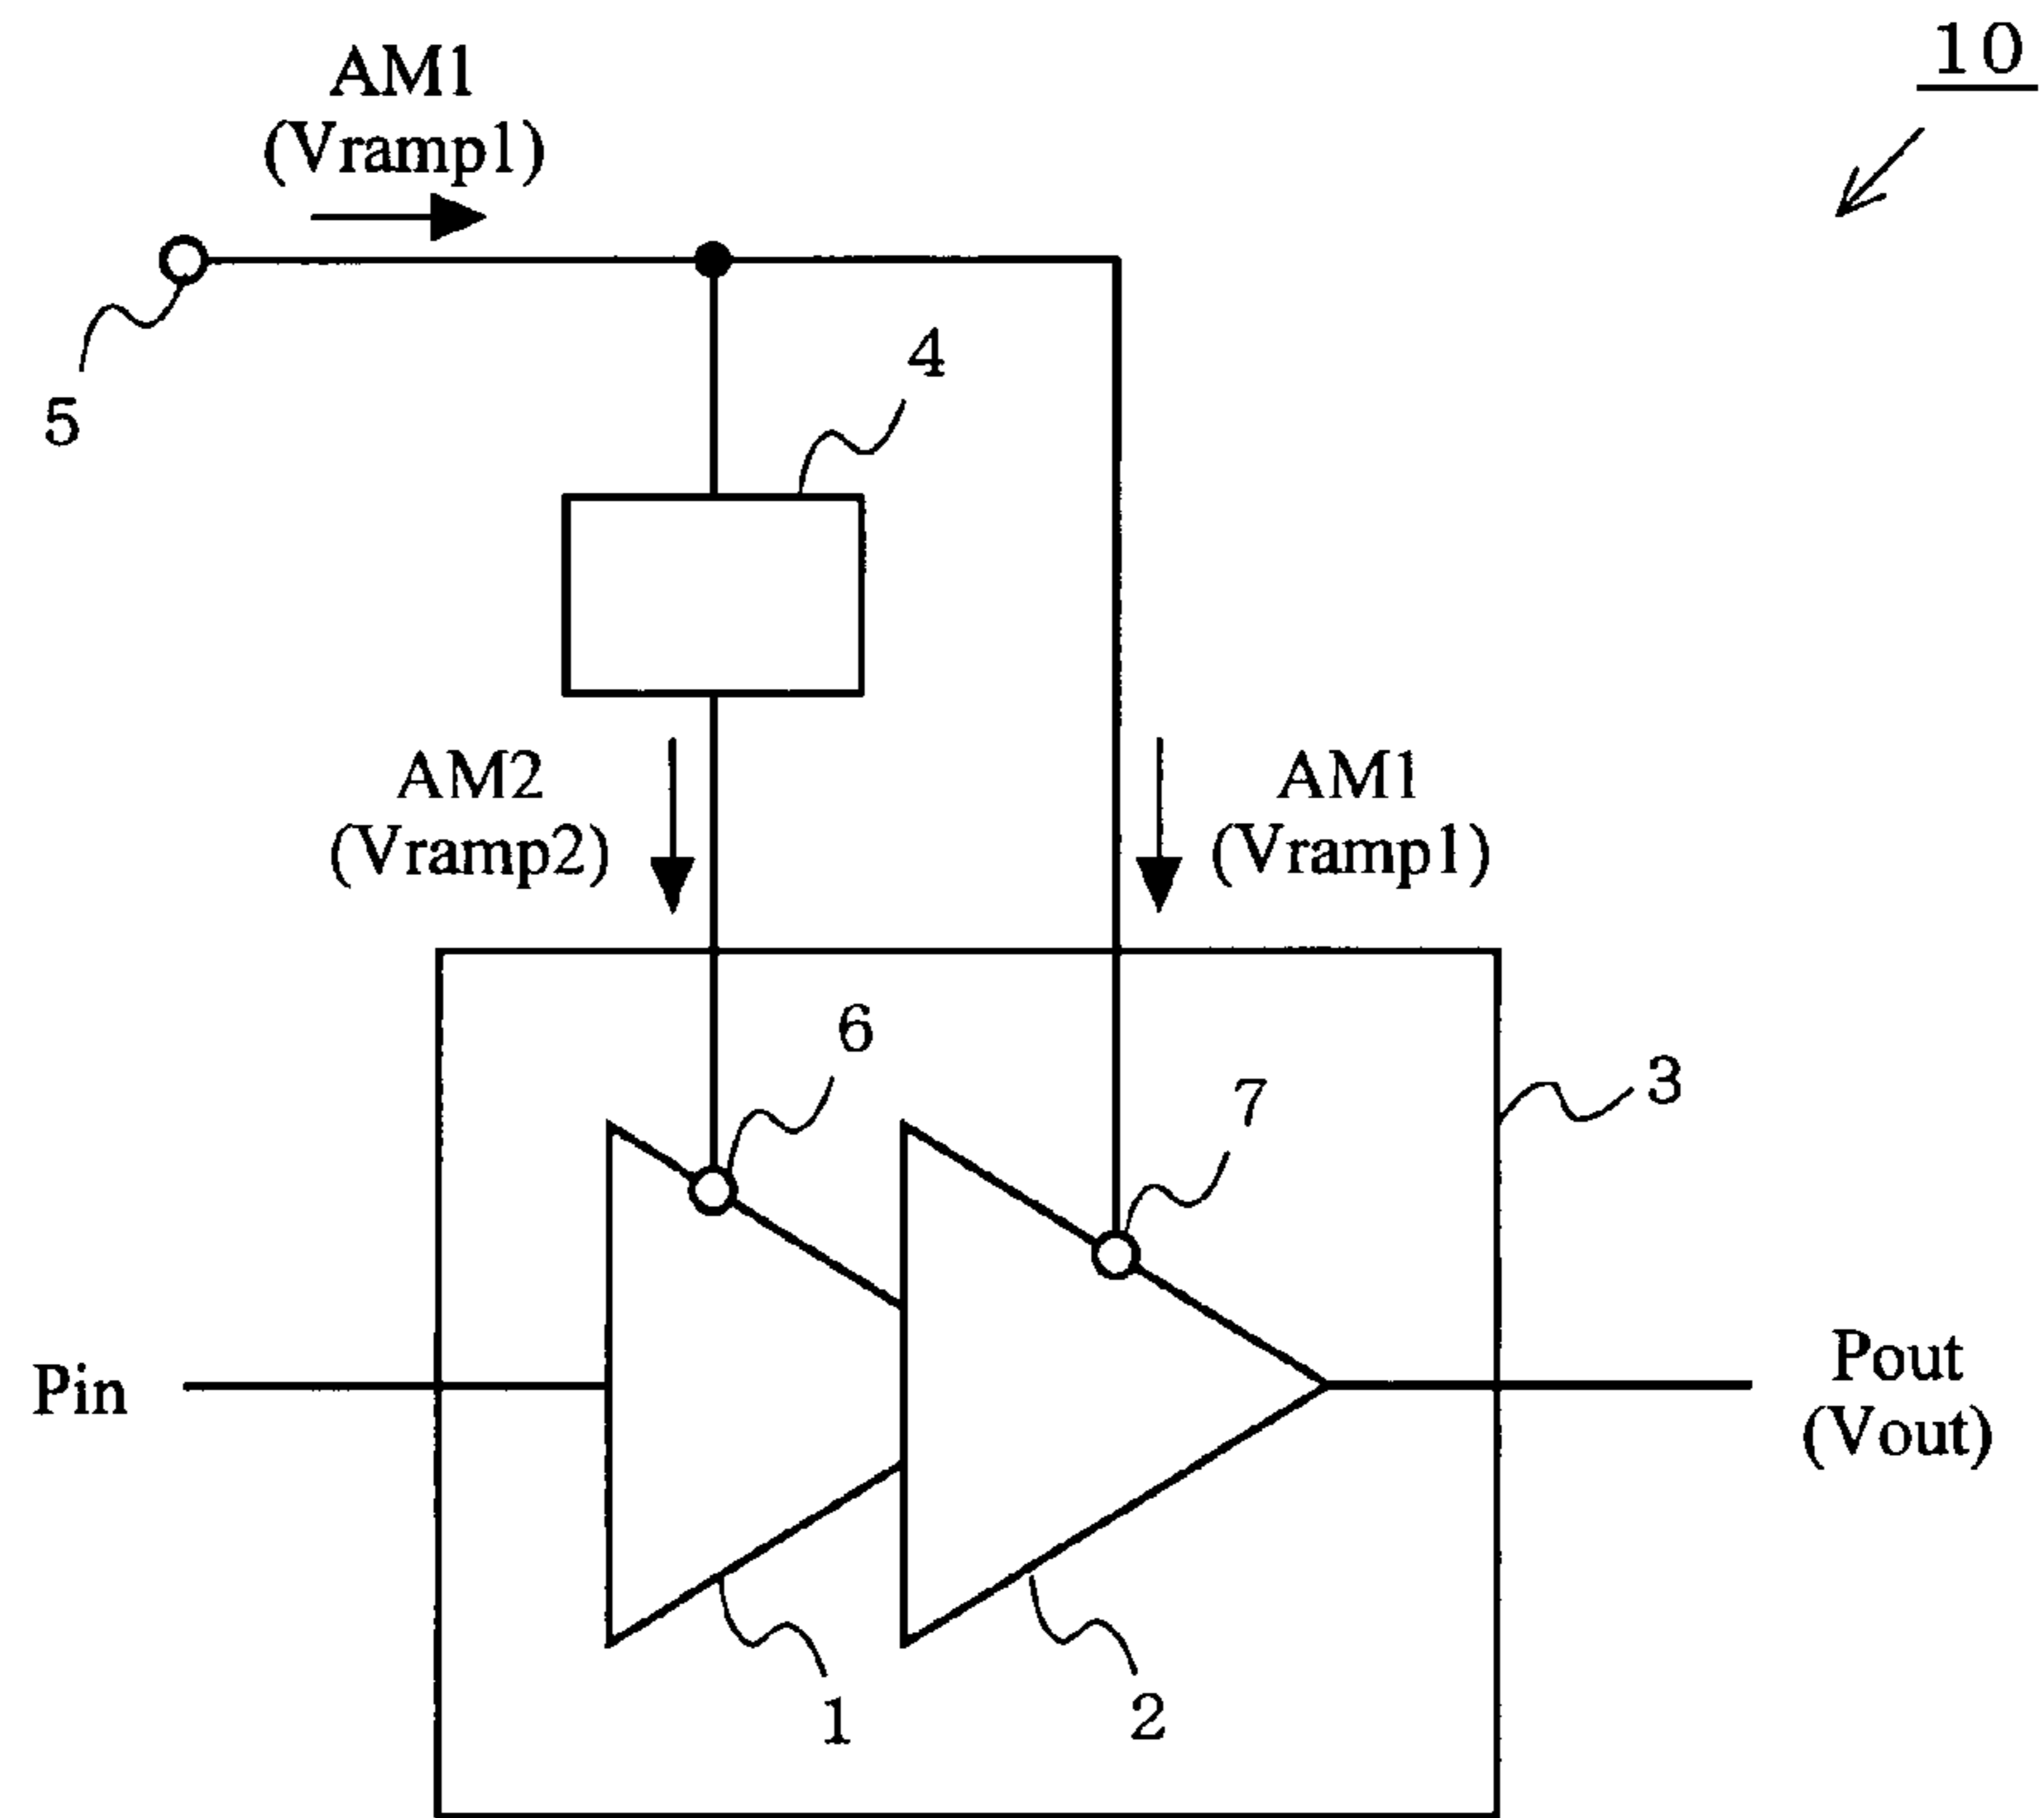 10
AM1
(Vramp1)
5
4
AM2
(Vramp2)
AM1
(Vramp1)
6
7
3
Pin
Pout
(Vout)
1
2